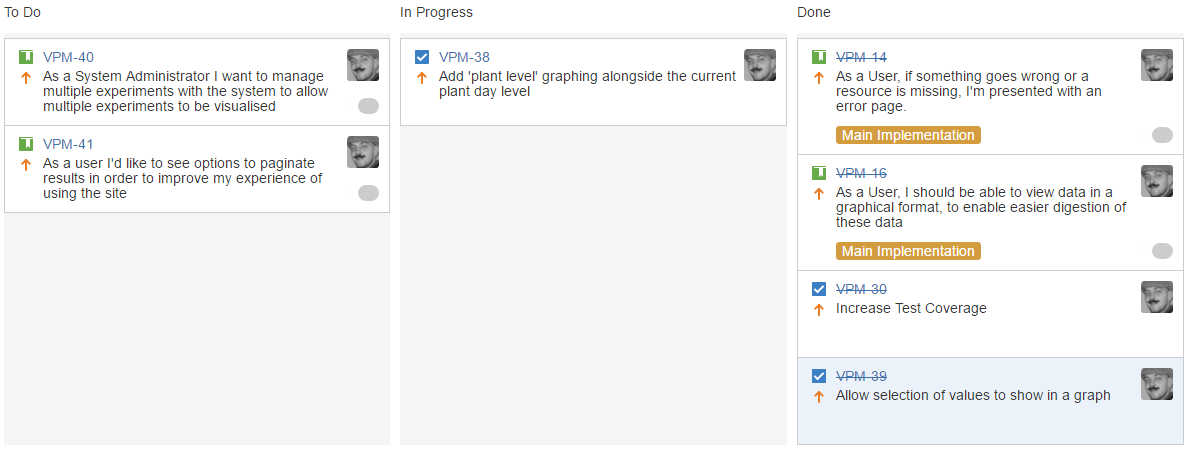 To Do
VPM-40
As a System Administrator I want to manage
multiple experiments with the system to allow
multiple experiments to be visualised
VPM-41
As a user I'd like to see options to paginate
results in order to improve my experience of
using the site
In Progress
VPM-38
Add 'plant level' graphing alongside the current
plant day level
Done
VPM-14
As a User, if something goes wrong or a
resource is missing, I'm presented with an
error page.
Main Implementation
VPM-16
As a User, I should be able to view data in a
graphical format, to enable easier digestion of
these data
Main Implementation
VPM-30
Increase Test Coverage
VPM-39
Allow selection of values to show in a graph